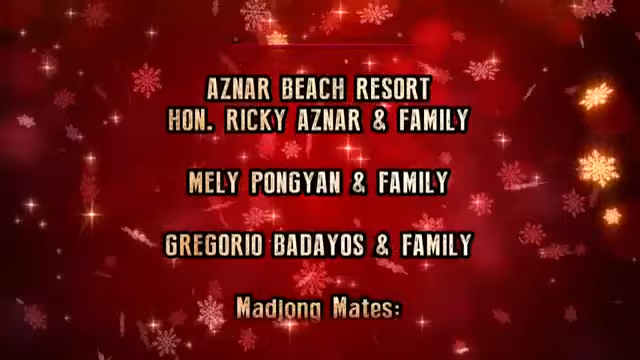 AZNAR BEACH RESORT
HON. RICKY AZNAR & FAMILY
MELY PONGYAN & FAMILY
GREGORIO BADAYOS & FAMILY
Madjong Mates: